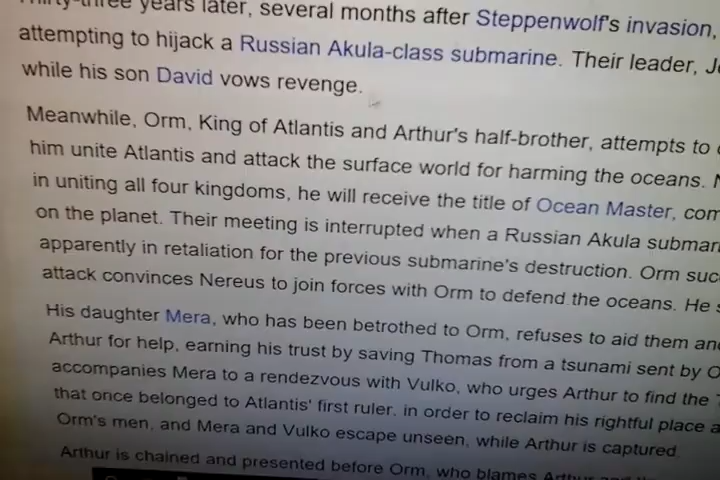 years later, several months after Steppenwolf's invasion,
attempting to hijack a Russian Akula-class submarine. Their leader,
while his son David vows revenge.
Meanwhile, Orm, King of Atlantis and Arthur's half-brother, attempts to
him unite Atlantis and attack the surface world for harming the oceans.
in uniting all four kingdoms, he will receive the title of Ocean Master,
on the planet. Their meeting is interrupted when a Russian Akula
apparently in retaliation for the previous submarine's destruction. Orm
attack convinces Nereus to join forces with Orm to defend the oceans. He
His daughter Mera, who has been betrothed to Orm, refuses to aid them
Arthur for help, earning his trust by saving Thomas from a tsunami sent by
accompanies Mera to a rendezvous with Vulko, who urges Arthur to find the
that once belonged to Atlantis' first ruler, in order to reclaim his rightful place
Orm's men, and Mera and Vulko escape unseen, while Arthur is captured.
Arthur is chained and presented before Orm, who blames Arthur